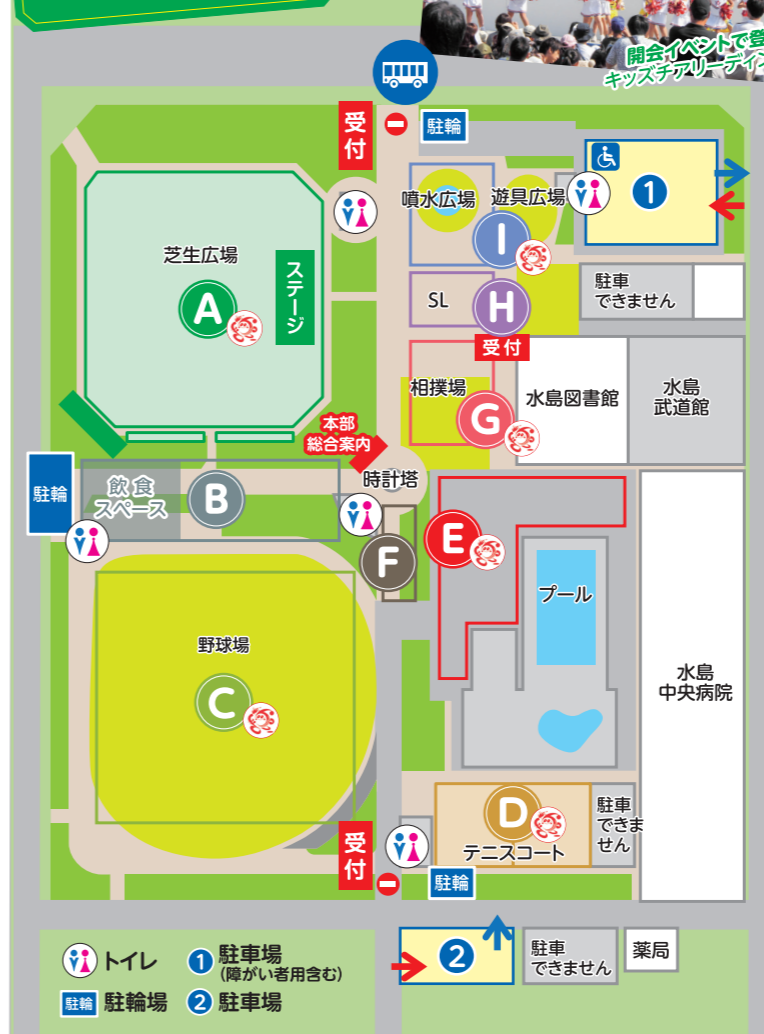 開会イベントで登
キッズチアリーディ
受付
駐輪
噴水広場
遊具広場
1
I
芝生広場
A
ステージ
SL
H
駐車
できません
受付
相撲場
G
水島図書館
水島
武道館
本部
総合案内
時計塔
駐輪
飲食
スペース
B
F
E
プール
野球場
C
水島
中央病院
D
テニスコート
駐車
できま
せん
受付
駐輪
トイレ
1 駐車場
(障がい者用含む)
駐輪 駐輪場
2 駐車場
2
駐車
できません
薬局